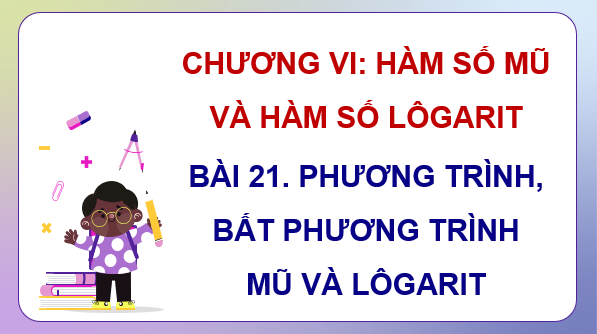 CHƯƠNG VI: HÀM SỐ MŨ
VÀ HÀM SỐ LÔGARIT
BÀI 21. PHƯƠNG TRÌNH,
BẤT PHƯƠNG TRÌNH
MŨ VÀ LÔGARIT